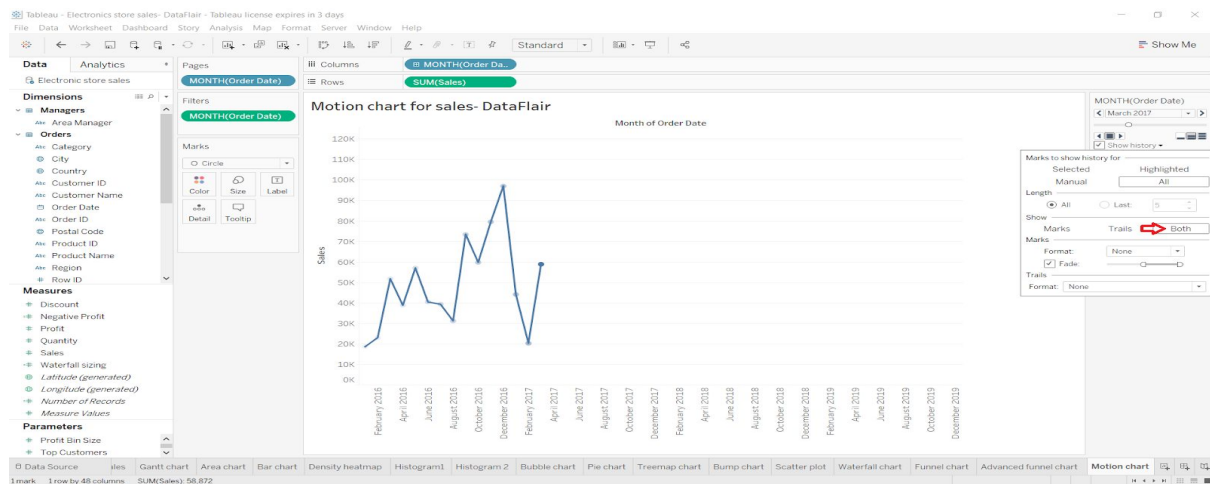 Tableau - Electronics store sales- DataFlair - Tableau license expires in 3 days
File Data Worksheet Dashboard Story Analysis Map Format Server Window Help
Standard
Show Me
Data Analytics
Electronic store sales
Dimensions
Managers
Abc Area Manager
Orders
Abc Category
City
Country
Abc Customer ID
Abc Customer Name
Order Date
Abc Order ID
Postal Code
Abc Product ID
Abc Product Name
Abc Region
# Row ID
Measures
# Discount
=# Negative Profit
# Profit
# Quantity
# Sales
=# Waterfall sizing
Latitude (generated)
Longitude (generated)
=# Number of Records
# Measure Values
Parameters
# Profit Bin Size
# Top Customers
Pages
MONTH(Order Date)
Filters
MONTH(Order Date)
Marks
Circle
Color Size Label
Detail Tooltip
Columns MONTH(Order Da..
Rows SUM(Sales)
Motion chart for sales- DataFlair
Month of Order Date
Sales
120K
110K
100K
90K
80K
70K
60K
50K
40K
30K
20K
10K
0K
February 2016
April 2016
June 2016
August 2016
October 2016
December 2016
February 2017
April 2017
June 2017
August 2017
October 2017
December 2017
February 2018
April 2018
June 2018
August 2018
October 2018
December 2018
February 2019
April 2019
June 2019
August 2019
October 2019
December 2019
MONTH(Order Date)
March 2017
Show history
Marks to show history for
Selected Highlighted
Manual All
Length
All Last: 5
Show
Marks Trails Both
Marks
Format: None
Fade:
Trails
Format: None
Data Source ales Gantt chart Area chart Bar chart Density heatmap Histogram1 Histogram 2 Bubble chart Pie chart Treemap chart Bump chart Scatter plot Waterfall chart Funnel chart Advanced funnel chart Motion chart
1 mark 1 row by 48 columns SUM(Sales): 58,872